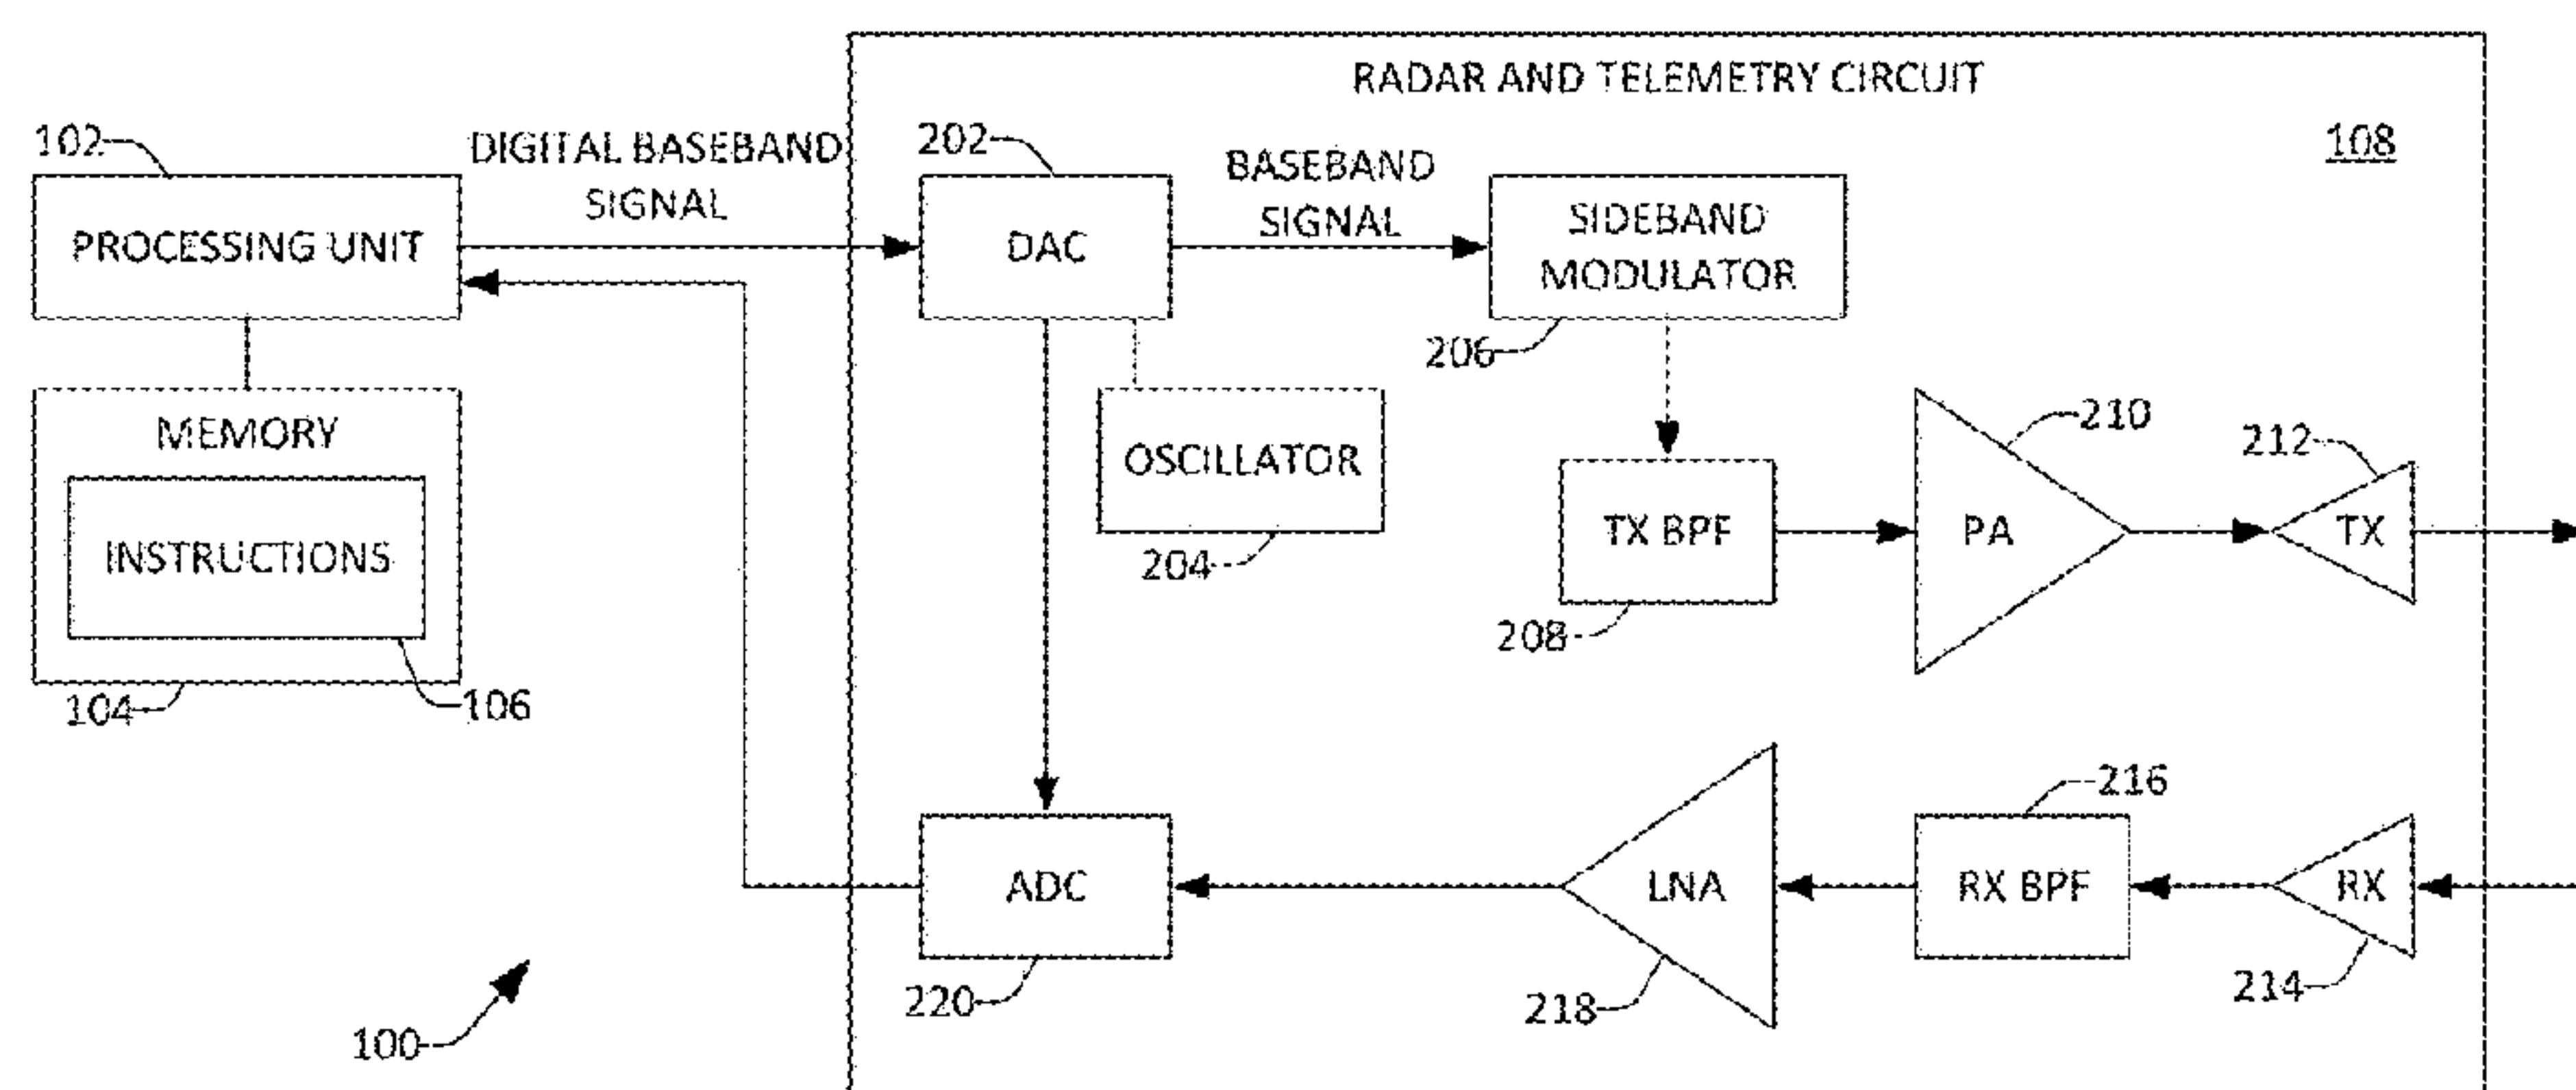 RADAR AND TELEMETRY CIRCUIT
108
102
DIGITAL BASEBAND
SIGNAL
202
BASEBAND
SIGNAL
PROCESSING UNIT
DAC
SIDEBAND
MODULATOR
206
MEMORY
INSTRUCTIONS
104
106
OSCILLATOR
204
TX BPF
208
210
PA
212
TX
216
ADC
220
LNA
218
RX BPF
RX
214
100